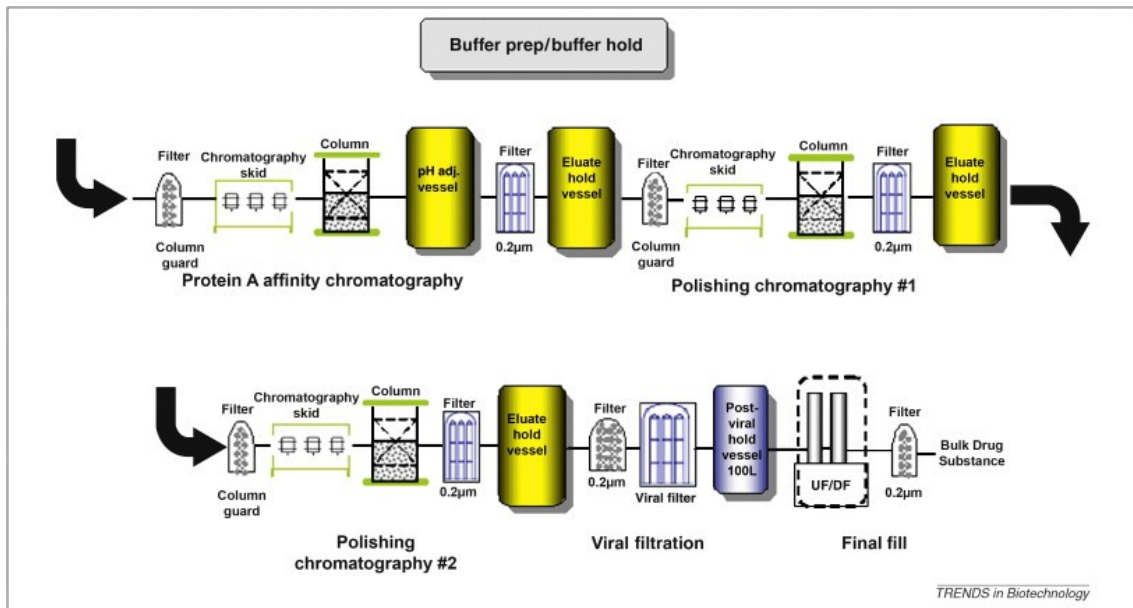 Buffer prep/buffer hold
Filter
Chromatography
skid
Column
pH adj.
vessel
Filter
Eluate
hold
vessel
Filter
Chromatography
skid
Column
Filter
Eluate
hold
vessel
Column
guard
0.2µm
Column
guard
0.2µm
Protein A affinity chromatography
Polishing chromatography #1
Filter
Chromatography
skid
Column
Filter
Eluate
hold
vessel
Filter
Post-
viral
hold
vessel
100L
Filter
Bulk Drug
Substance
Column
guard
0.2µm
0.2µm
Viral filter
UF/DF
0.2µm
Polishing
chromatography #2
Viral filtration
Final fill
TRENDS in Biotechnology